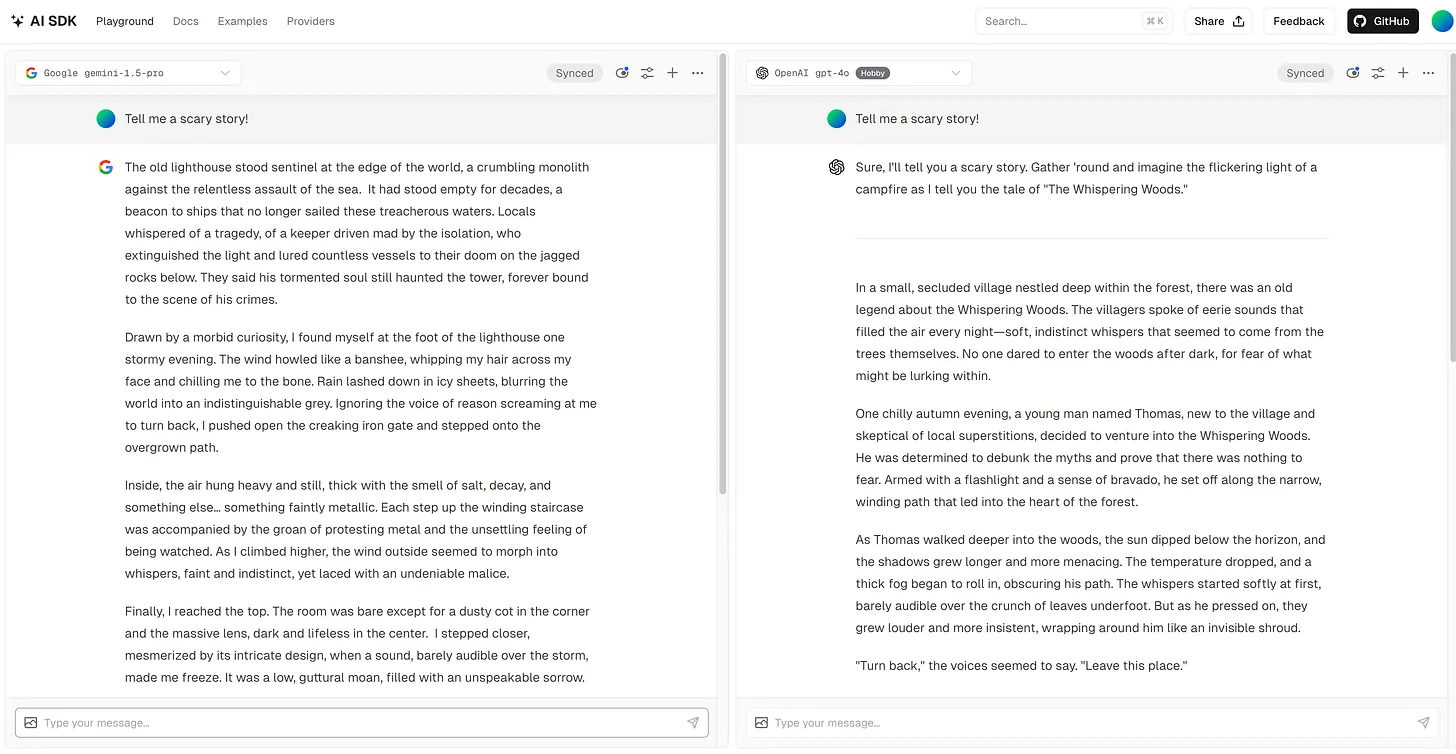 AI SDK Playground Docs Examples Providers Search... ⌘ K Share Feedback GitHub
Google gemini-1.5-pro Synced
Tell me a scary story!
The old lighthouse stood sentinel at the edge of the world, a crumbling monolith
against the relentless assault of the sea.  It had stood empty for decades, a
beacon to ships that no longer sailed these treacherous waters. Locals
whispered of a tragedy, of a keeper driven mad by the isolation, who
extinguished the light and lured countless vessels to their doom on the jagged
rocks below. They said his tormented soul still haunted the tower, forever bound
to the scene of his crimes.
Drawn by a morbid curiosity, I found myself at the foot of the lighthouse one
stormy evening. The wind howled like a banshee, whipping my hair across my
face and chilling me to the bone. Rain lashed down in icy sheets, blurring the
world into an indistinguishable grey. Ignoring the voice of reason screaming at me
to turn back, I pushed open the creaking iron gate and stepped onto the
overgrown path.
Inside, the air hung heavy and still, thick with the smell of salt, decay, and
something else... something faintly metallic. Each step up the winding staircase
was accompanied by the groan of protesting metal and the unsettling feeling of
being watched. As I climbed higher, the wind outside seemed to morph into
whispers, faint and indistinct, yet laced with an undeniable malice.
Finally, I reached the top. The room was bare except for a dusty cot in the corner
and the massive lens, dark and lifeless in the center.  I stepped closer,
mesmerized by its intricate design, when a sound, barely audible over the storm,
made me freeze. It was a low, guttural moan, filled with an unspeakable sorrow.
Type your message...
OpenAI gpt-4o Hobby Synced
Tell me a scary story!
Sure, I'll tell you a scary story. Gather 'round and imagine the flickering light of a
campfire as I tell you the tale of "The Whispering Woods."
In a small, secluded village nestled deep within the forest, there was an old
legend about the Whispering Woods. The villagers spoke of eerie sounds that
filled the air every night—soft, indistinct whispers that seemed to come from the
trees themselves. No one dared to enter the woods after dark, for fear of what
might be lurking within.
One chilly autumn evening, a young man named Thomas, new to the village and
skeptical of local superstitions, decided to venture into the Whispering Woods.
He was determined to debunk the myths and prove that there was nothing to
fear. Armed with a flashlight and a sense of bravado, he set off along the narrow,
winding path that led into the heart of the forest.
As Thomas walked deeper into the woods, the sun dipped below the horizon, and
the shadows grew longer and more menacing. The temperature dropped, and a
thick fog began to roll in, obscuring his path. The whispers started softly at first,
barely audible over the crunch of leaves underfoot. But as he pressed on, they
grew louder and more insistent, wrapping around him like an invisible shroud.
"Turn back," the voices seemed to say. "Leave this place."
Type your message...